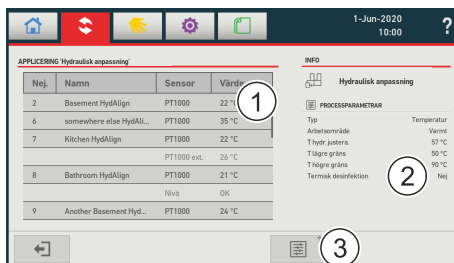 1-Jun-2020
10:00
?
APPLICERING 'Hydraulisk anpassning'
Nej. Namn Sensor Värde
2 Basement HydAlign PT1000 22 °C
6 somewhere else HydAli... PT1000 35 °C
7 Kitchen HydAlign PT1000 22 °C
PT1000 ext. 26 °C
8 Bathroom HydAlign PT1000 21 °C
Nivå OK
9 Another Basement Hyd... PT1000 24 °C
1
INFO
Hydraulisk anpassning
PROCESSPARAMETRAR
Typ Temperatur
Arbetsområde Varmt
T hydr. justera. 57 °C
T lägre gräns 50 °C
T högre gräns 90 °C
Termisk desinfektion Nej
2
3